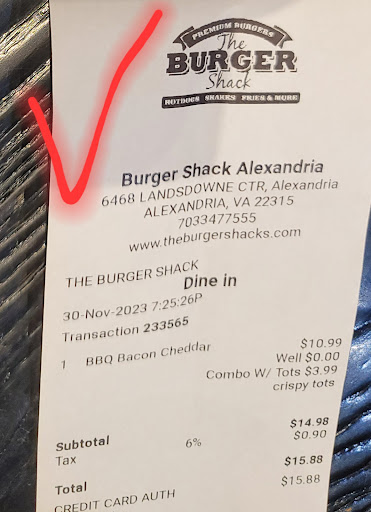 PREMIUM BURGERS
The
BURGER
Shack
HOTDOGS SHAKES FRIES & MORE
Burger Shack Alexandria
6468 LANDSDOWNE CTR, Alexandria
ALEXANDRIA, VA 22315
7033477555
www.theburgershacks.com
THE BURGER SHACK
Dine in
30-Nov-2023 7:25:26P
Transaction 233565
1 BBQ Bacon Cheddar $10.99
Well $0.00
Combo W/ Tots $3.99
crispy tots
Subtotal $14.98
Tax 6% $0.90
Total $15.88
CREDIT CARD AUTH $15.88